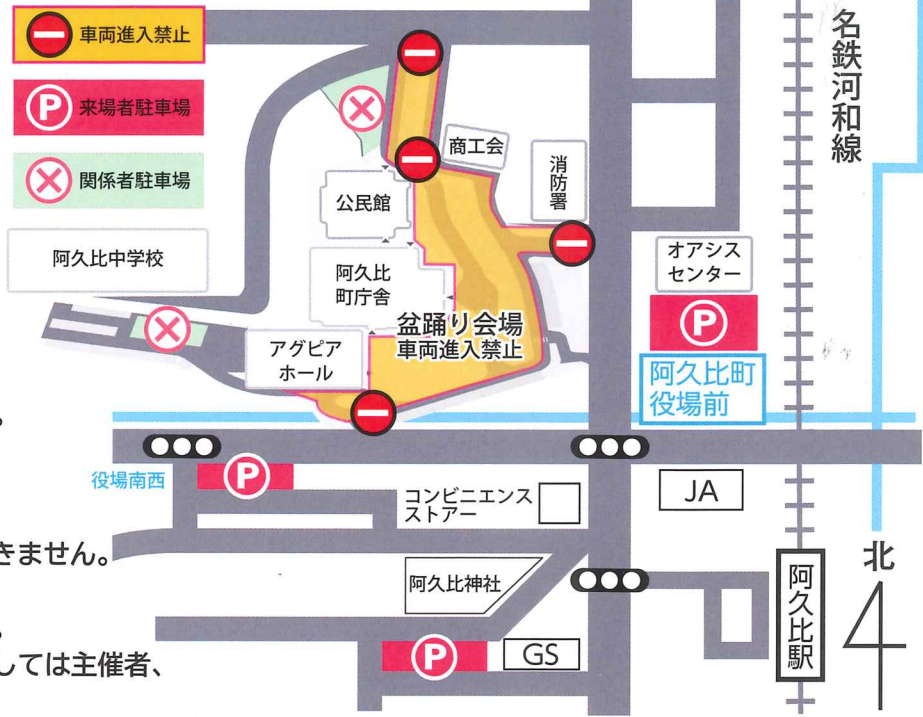 車両進入禁止
P 来場者駐車場
関係者駐車場
名鉄河和線
商工会
消防署
公民館
阿久比中学校
阿久比
町庁舎
オアシス
センター
P
盆踊り会場
車両進入禁止
アグピア
ホール
阿久比町
役場前
。
役場南西
P
コンビニエンス
ストアー
JA
きません。
北
阿久比神社
阿久比駅
。
しては主催者、
P
GS